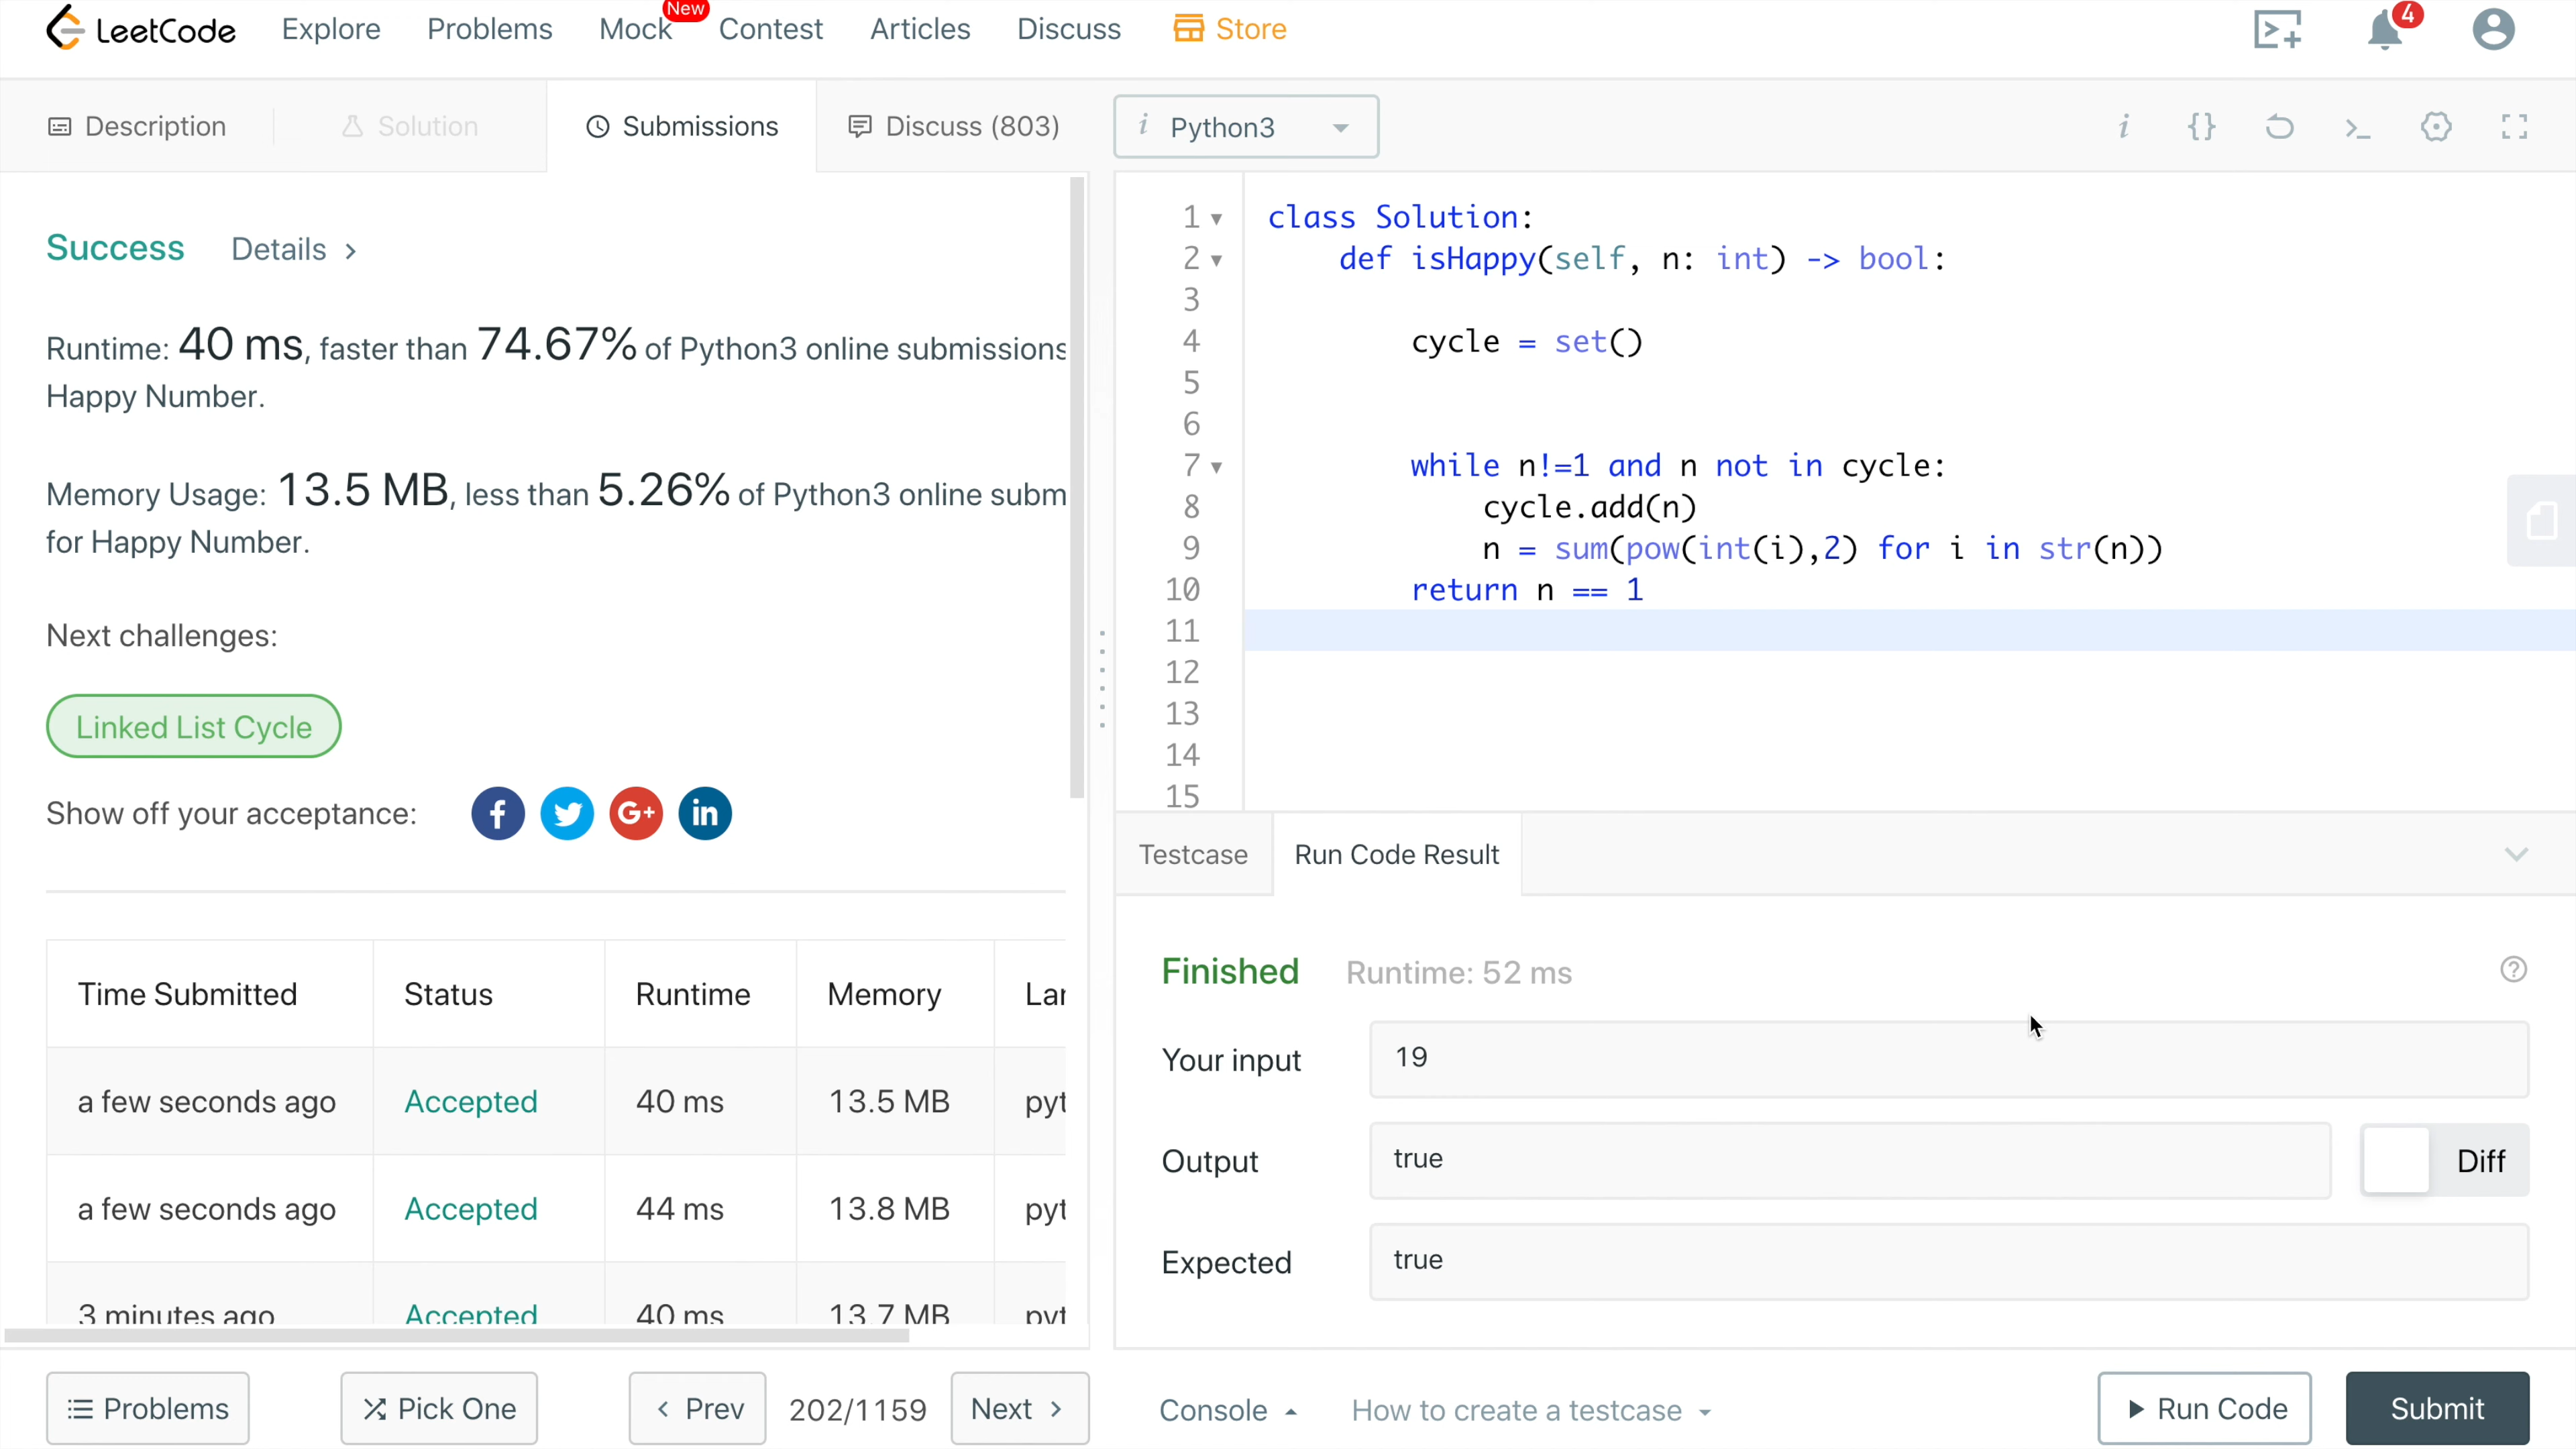 LeetCode Explore Problems Mock New Contest Articles Discuss Store 4
Description Solution Submissions Discuss (803)
Success Details >
Runtime: 40 ms, faster than 74.67% of Python3 online submissions
Happy Number.
Memory Usage: 13.5 MB, less than 5.26% of Python3 online subm
for Happy Number.
Next challenges:
Linked List Cycle
Show off your acceptance: f G+ in
Time Submitted Status Runtime Memory Lan
a few seconds ago Accepted 40 ms 13.5 MB pyt
a few seconds ago Accepted 44 ms 13.8 MB pyt
3 minutes ago Accepted 40 ms 13.7 MB pyt
Problems Pick One < Prev 202/1159 Next >
i Python3 i {} >_
1 class Solution:
2 def isHappy(self, n: int) -> bool:
3
4 cycle = set()
5
6
7 while n!=1 and n not in cycle:
8 cycle.add(n)
9 n = sum(pow(int(i),2) for i in str(n))
10 return n == 1
11
12
13
14
15
Testcase Run Code Result
Finished Runtime: 52 ms ?
Your input 19
Output true Diff
Expected true
Console How to create a testcase Run Code Submit